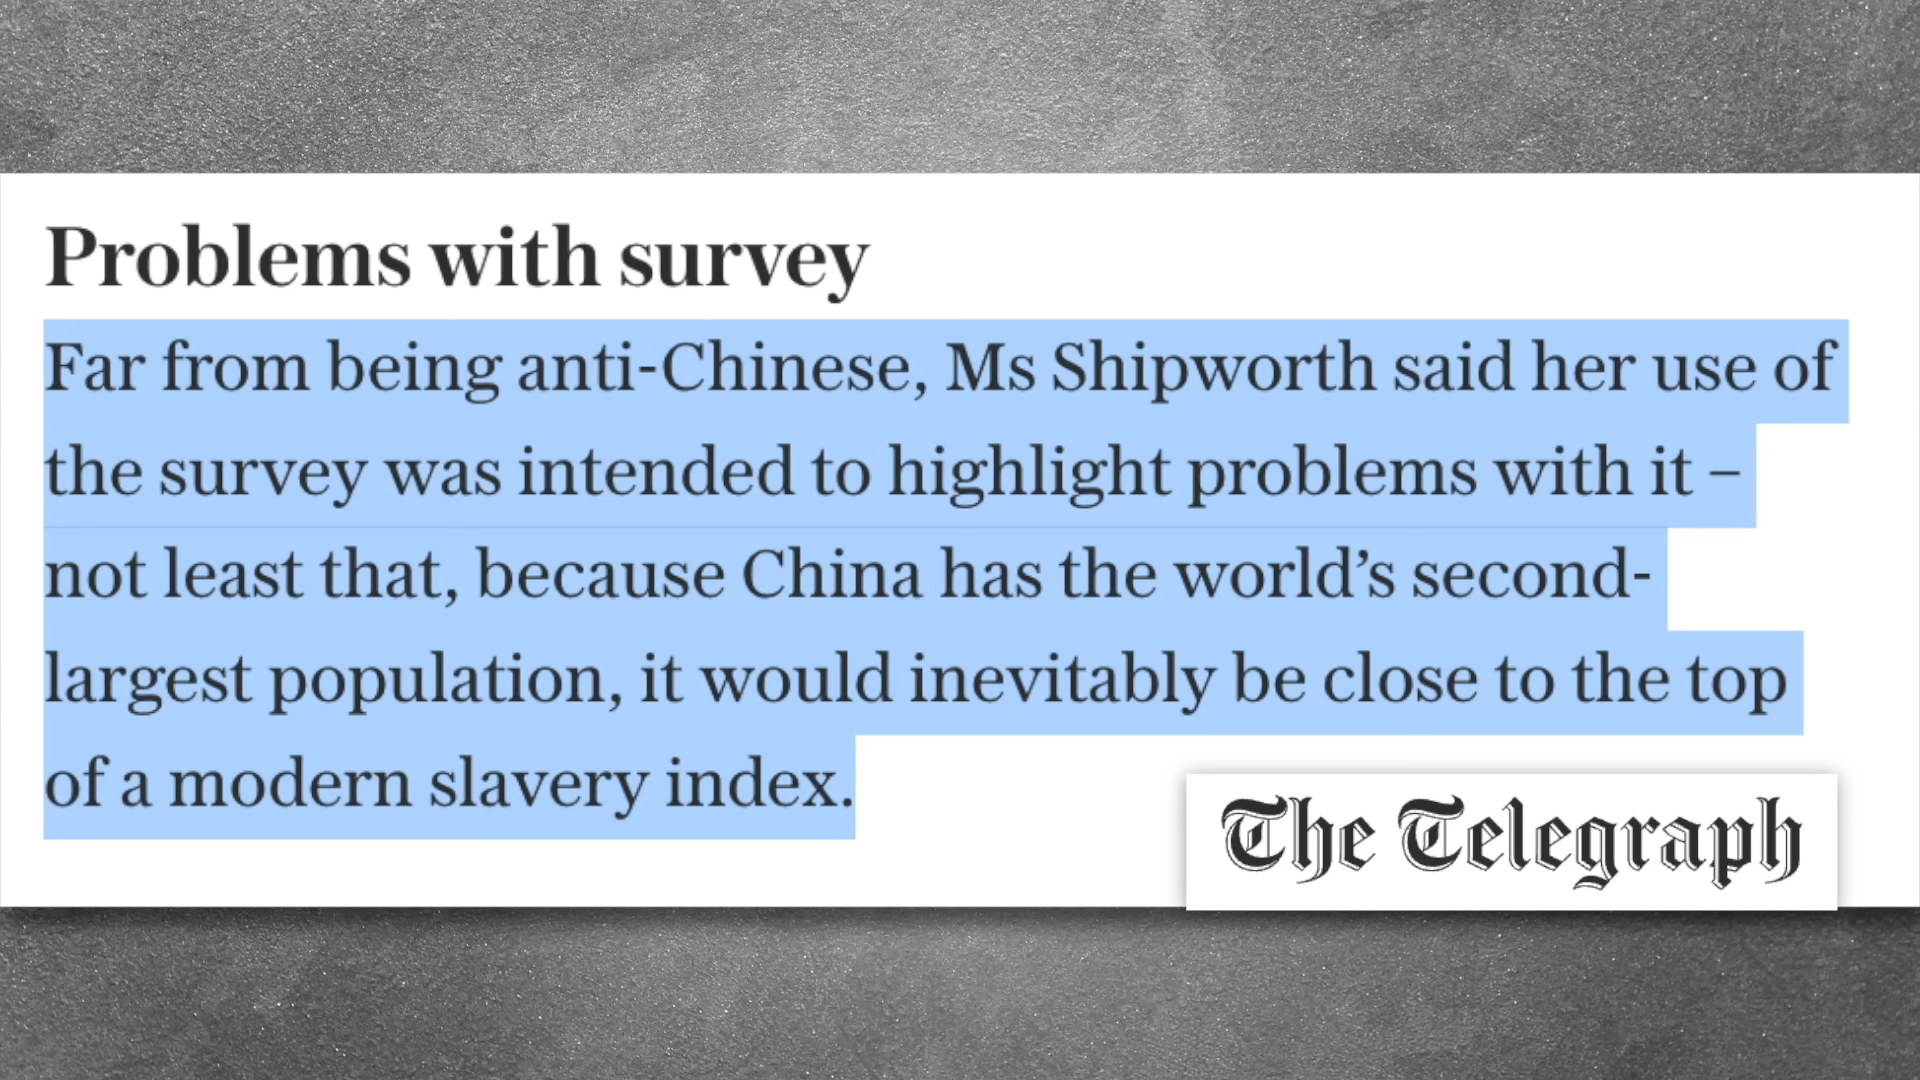 Problems with survey
Far from being anti-Chinese, Ms Shipworth said her use of
the survey was intended to highlight problems with it –
not least that, because China has the world’s second-
largest population, it would inevitably be close to the top
of a modern slavery index.
The Telegraph